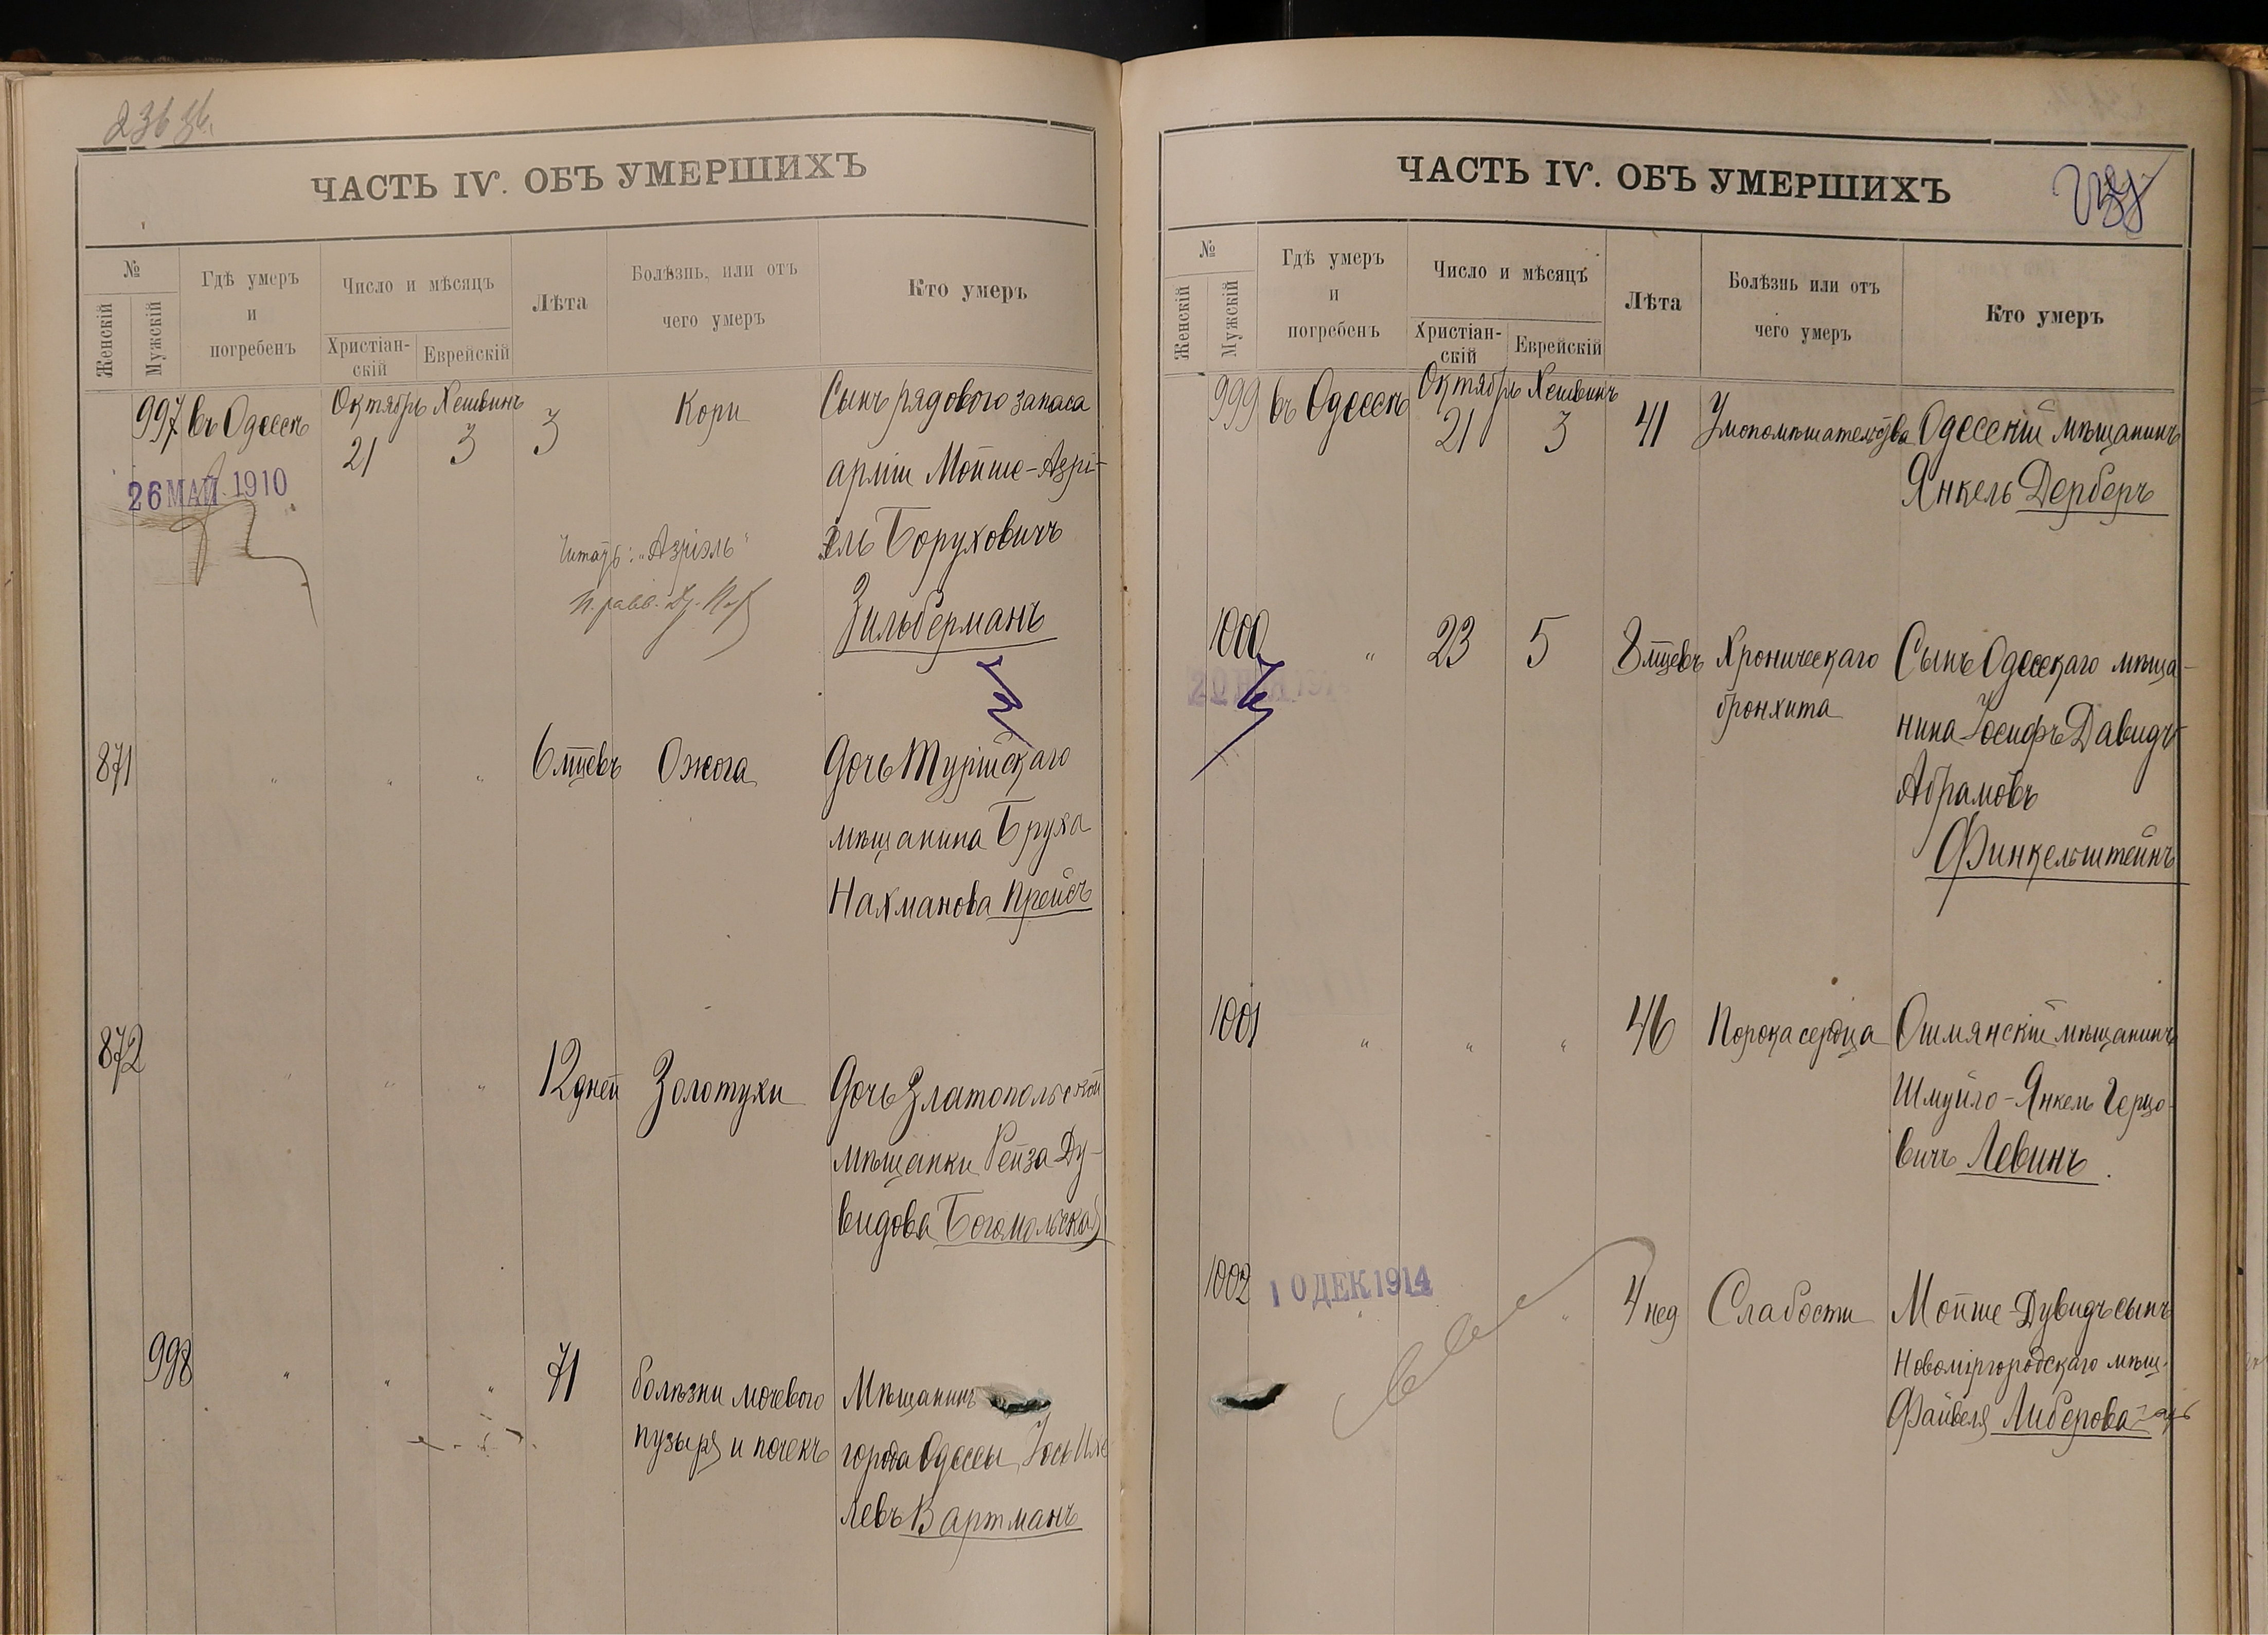 236 зб.
ЧАСТЬ IV. ОБЪ УМЕРШИХЪ
№
Женскій
Мужскій
Гдѣ умеръ
и
погребенъ
Число и мѣсяцъ
Христіан-
скій
Еврейскій
Лѣта
Болѣзнь, или отъ
чего умеръ
Кто умеръ
997 въ Одессѣ Октябрь 21 Хешвинъ 3 3 Кори Сынъ рядового запаса
арміи Мойше-Азрі-
эль Боруховичъ
Зильберманъ
26 МАЙ 1910
Читать: „Азріэль"
871 " " " 6 мцевъ Ожога Дочь Турійскаго
мѣщанина Бруха
Нахманова Прейсъ
872 " " " 12 дней Золотухи Дочь Златопольской
мѣщанки Рейза Ду-
видова Богомольская
998 " " " 71 болѣзни мочевого Мѣщанинъ
пузыря и почекъ города Одессы
Левъ Вартманъ
ЧАСТЬ IV. ОБЪ УМЕРШИХЪ
№
Женскій
Мужскій
Гдѣ умеръ
и
погребенъ
Число и мѣсяцъ
Христіан-
скій
Еврейскій
Лѣта
Болѣзнь или отъ
чего умеръ
Кто умеръ
999 въ Одессѣ Октябрь 21 Хешвинъ 3 41 Умопомѣшательства Одесскій мѣщанинъ
Янкель Дерберъ
1000 " 23 5 8 мцевъ Хроническаго Сынъ Одесскаго мѣща-
бронхита нина Іосифъ Давидъ
Абрамовъ
Финкельштейнъ
1001 " " " 46 Порока сердца Ошмянскій мѣщанинъ
Шмуйло-Янкель Герцо-
вичъ Левинъ.
1002 " " 4 нед Слабости Мойше-Дувидъ сынъ
10 ДЕК 1914
Новоміргородскаго мѣщ.
Файвеля Либерова